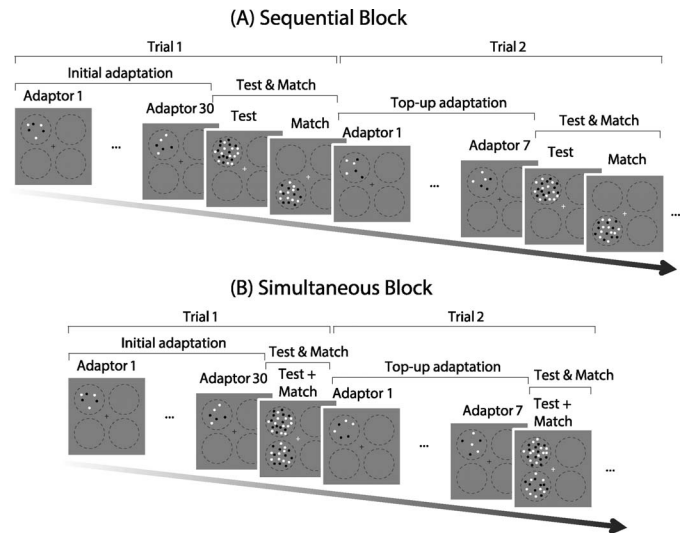 (A) Sequential Block
Trial 1
Trial 2
Initial adaptation
Test & Match
Adaptor 1
Adaptor 30
Test
Match
Top-up adaptation
Adaptor 1
Test & Match
Adaptor 7
Test
Match
...
...
...
(B) Simultaneous Block
Trial 1
Trial 2
Initial adaptation
Test & Match
Adaptor 1
Adaptor 30
Test +
Match
Top-up adaptation
Adaptor 1
Test & Match
Adaptor 7
Test +
Match
...
...
...